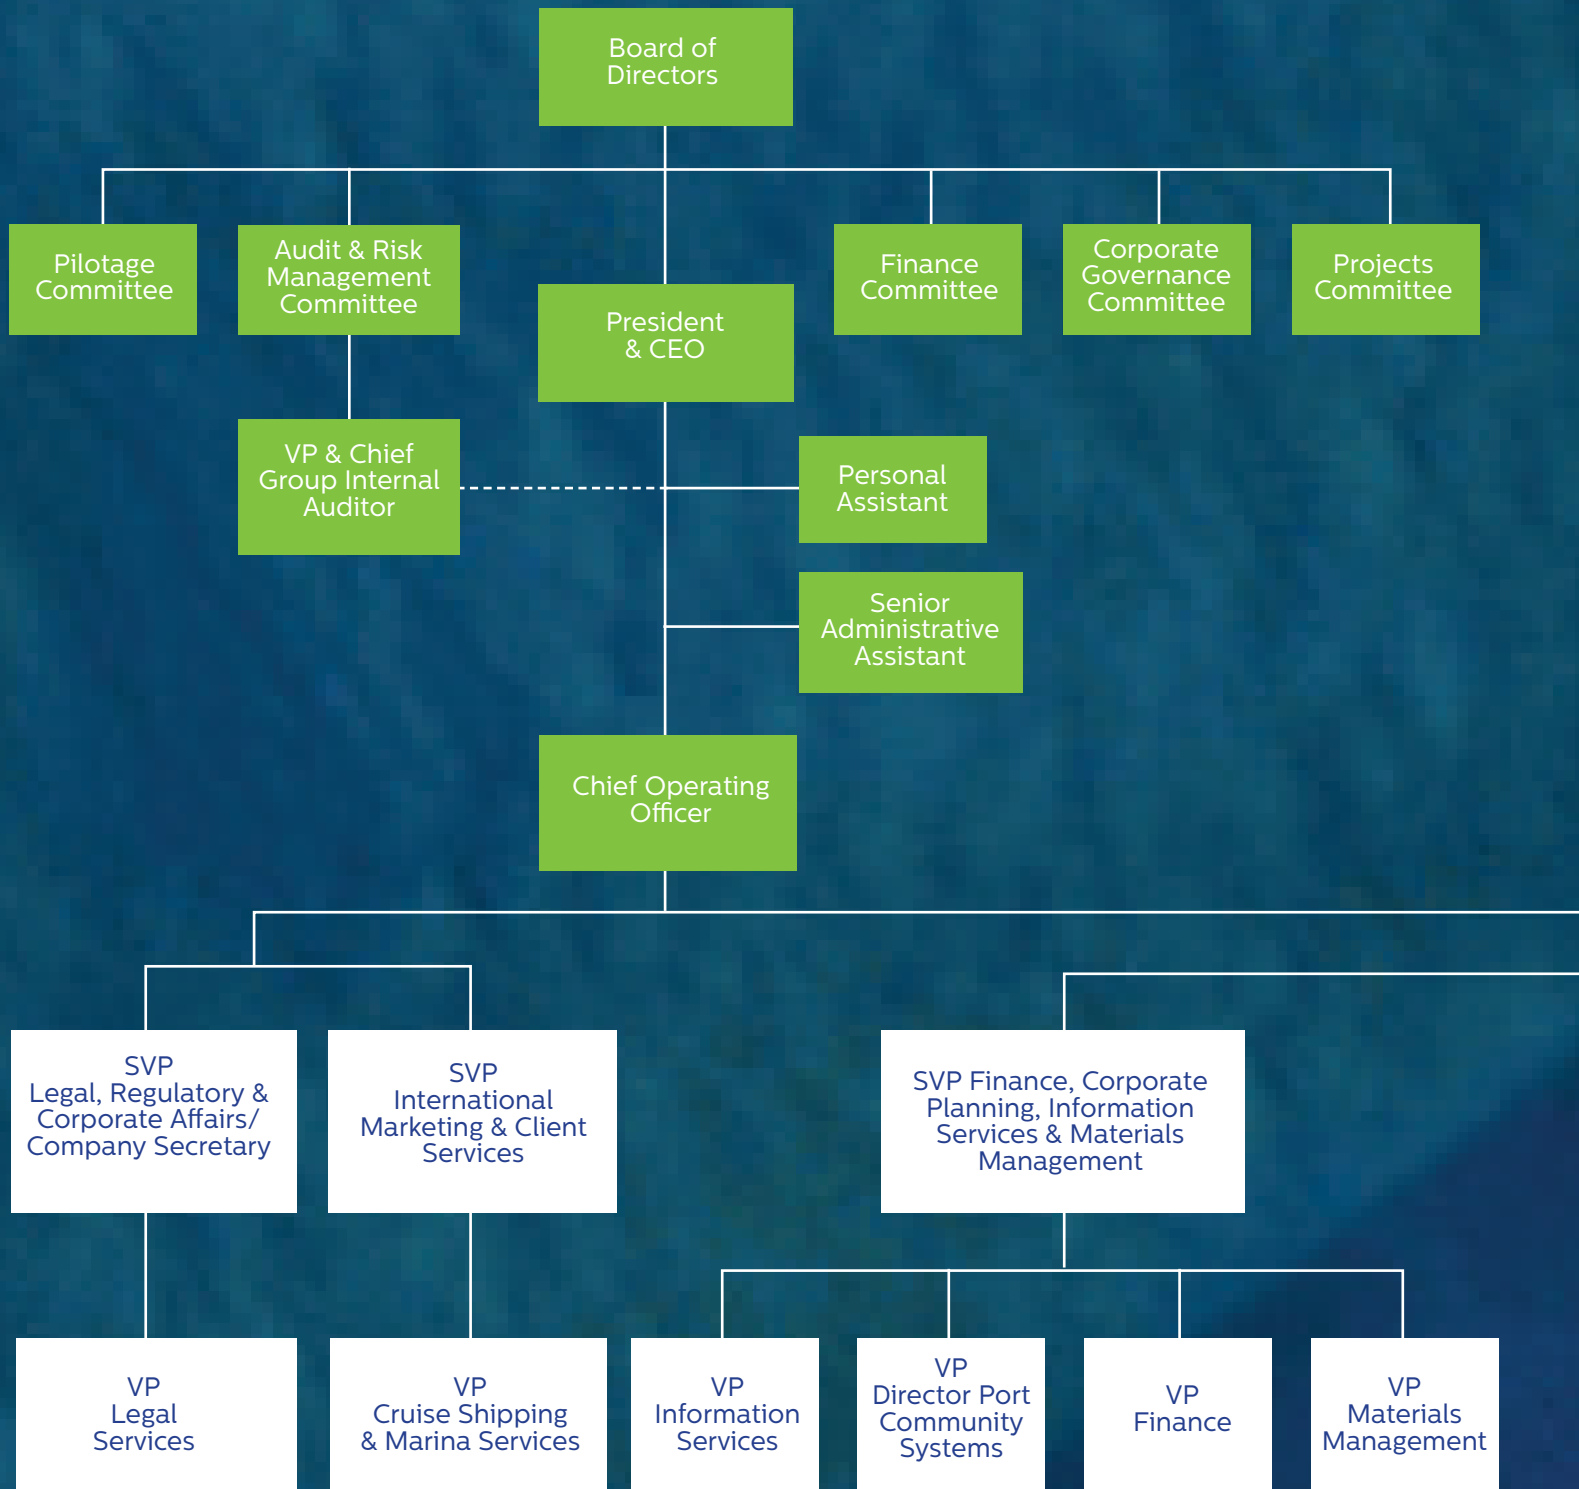 Board of
Directors
Pilotage
Committee
Audit & Risk
Management
Committee
President
& CEO
Finance
Committee
Corporate
Governance
Committee
Projects
Committee
VP & Chief
Group Internal
Auditor
Personal
Assistant
Senior
Administrative
Assistant
Chief Operating
Officer
SVP
Legal, Regulatory &
Corporate Affairs/
Company Secretary
SVP
International
Marketing & Client
Services
SVP Finance, Corporate
Planning, Information
Services & Materials
Management
VP
Legal
Services
VP
Cruise Shipping
& Marina Services
VP
Information
Services
VP
Director Port
Community
Systems
VP
Finance
VP
Materials
Management